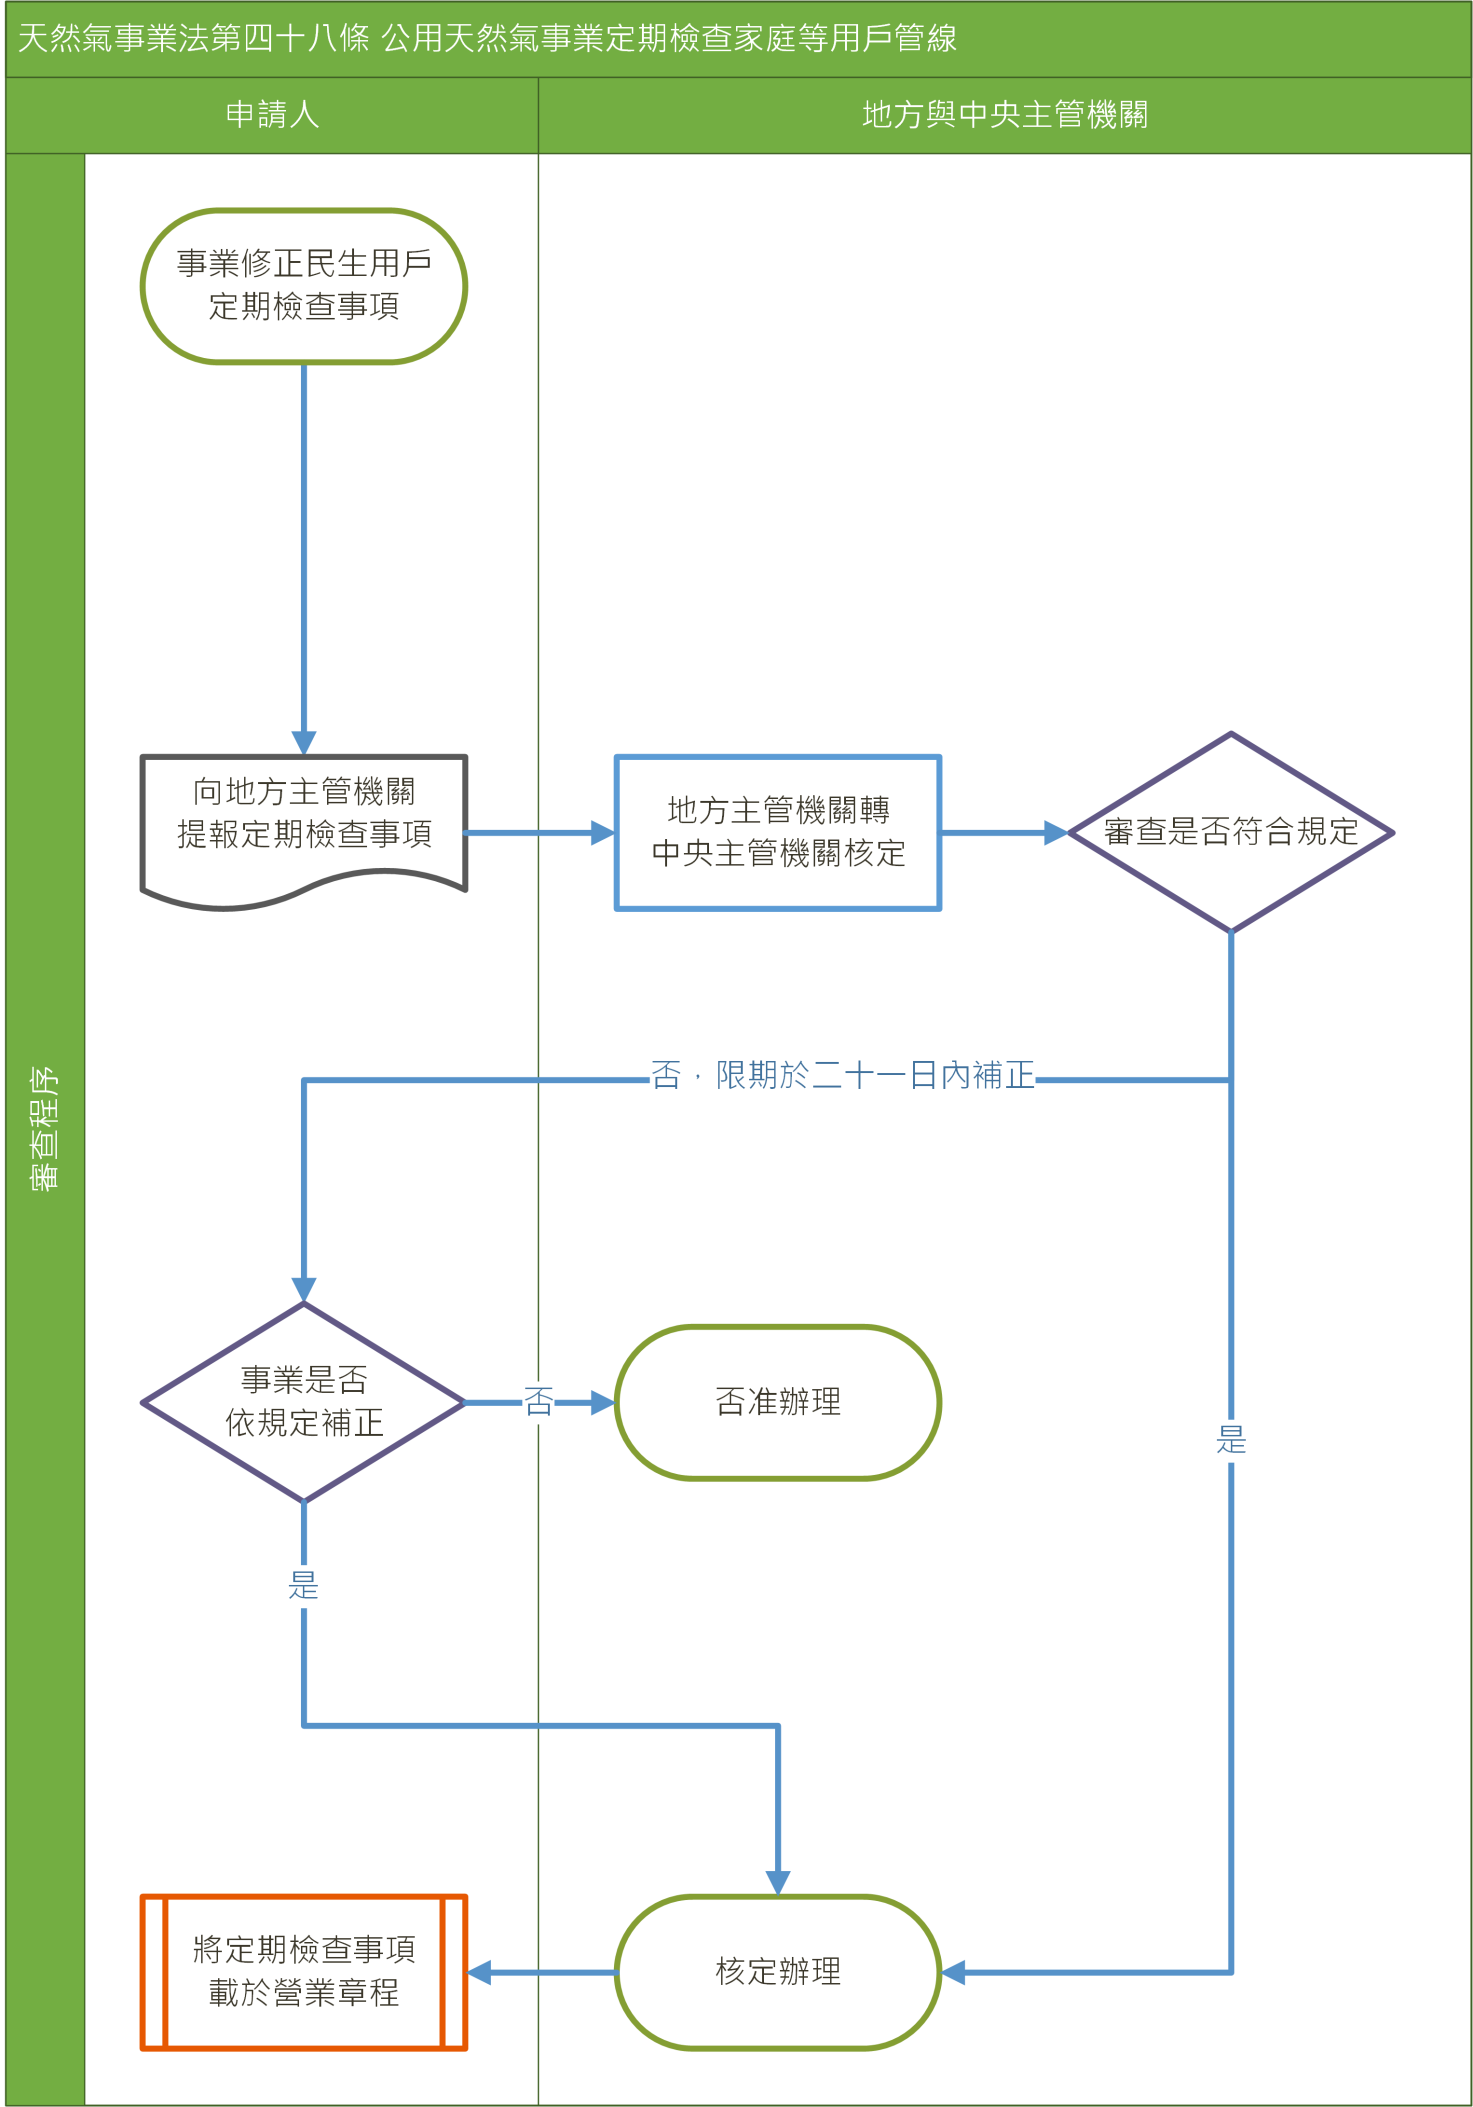 天然氣事業法第四十八條 公用天然氣事業定期檢查家庭等用戶管線
申請人
地方與中央主管機關
審查程序
事業修正民生用戶
定期檢查事項
向地方主管機關
提報定期檢查事項
地方主管機關轉
中央主管機關核定
審查是否符合規定
否，限期於二十一日內補正
事業是否
依規定補正
否
否准辦理
是
是
將定期檢查事項
載於營業章程
核定辦理